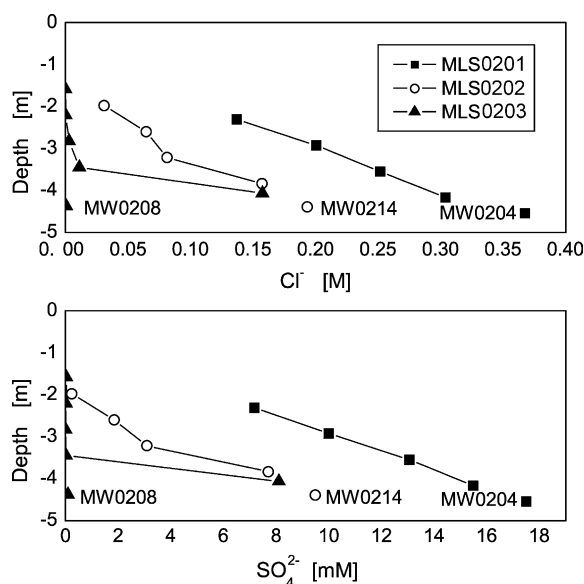 0
-1
-2
-3
-4
-5
Depth [m]
MLS0201
MLS0202
MLS0203
MW0208
MW0214
MW0204
0.00 0.05 0.10 0.15 0.20 0.25 0.30 0.35 0.40
Cl- [M]
0
-1
-2
-3
-4
-5
Depth [m]
MW0208
MW0214
MW0204
0 2 4 6 8 10 12 14 16 18
SO₄²⁻ [mM]